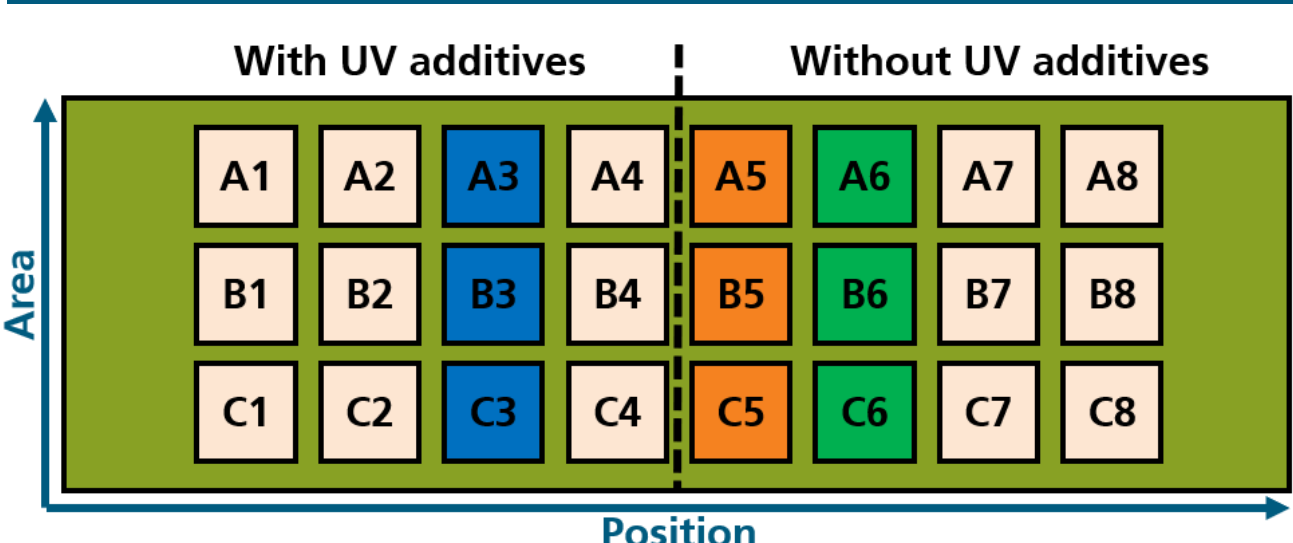 With UV additives
Without UV additives
A1 A2 A3 A4 A5 A6 A7 A8
Area
B1 B2 B3 B4 B5 B6 B7 B8
C1 C2 C3 C4 C5 C6 C7 C8
Position